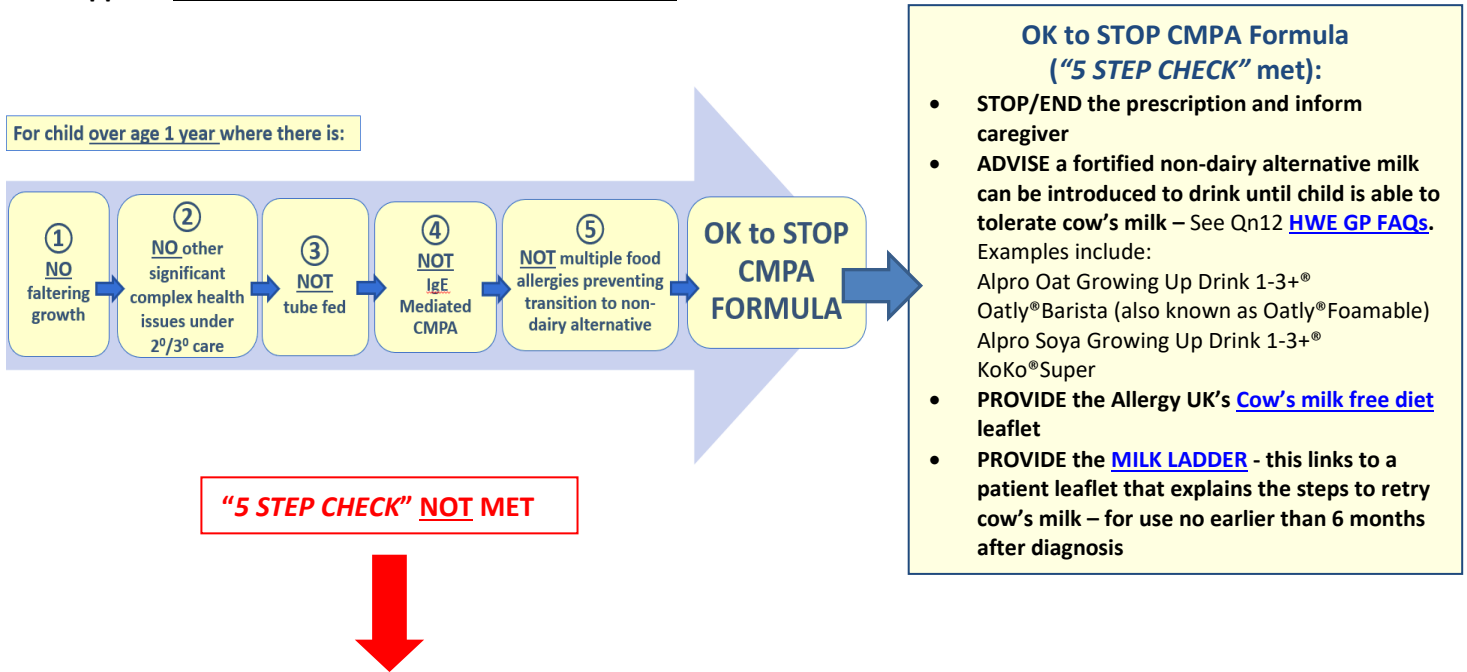 For child over age 1 year where there is:
①
NO
faltering
growth
②
NO other
significant
complex health
issues under
2⁰/3⁰ care
③
NOT
tube fed
④
NOT
IgE
Mediated
CMPA
⑤
NOT multiple food
allergies preventing
transition to non-
dairy alternative
OK to STOP
CMPA
FORMULA
OK to STOP CMPA Formula
(“5 STEP CHECK” met):
• STOP/END the prescription and inform
caregiver
• ADVISE a fortified non-dairy alternative milk
can be introduced to drink until child is able to
tolerate cow’s milk – See Qn12 HWE GP FAQs.
Examples include:
Alpro Oat Growing Up Drink 1-3+®
Oatly®Barista (also known as Oatly®Foamable)
Alpro Soya Growing Up Drink 1-3+®
KoKo®Super
• PROVIDE the Allergy UK’s Cow’s milk free diet
leaflet
• PROVIDE the MILK LADDER - this links to a
patient leaflet that explains the steps to retry
cow’s milk – for use no earlier than 6 months
after diagnosis
“5 STEP CHECK” NOT MET